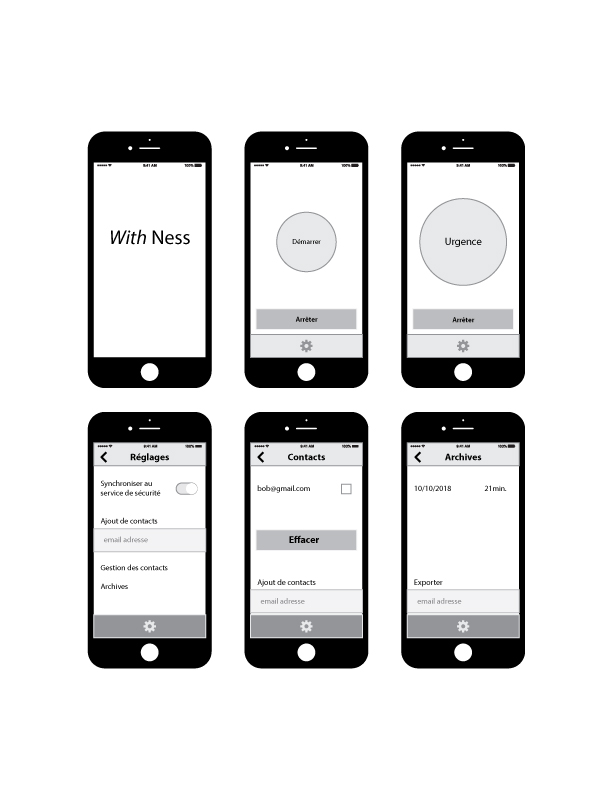 9:41 AM 100%
With Ness
9:41 AM 100%
Démarrer
Arrêter
9:41 AM 100%
Urgence
Arrêter
9:41 AM 100%
Réglages
Synchroniser au
service de sécurité
Ajout de contacts
email adresse
Gestion des contacts
Archives
9:41 AM 100%
Contacts
bob@gmail.com
Effacer
Ajout de contacts
email adresse
9:41 AM 100%
Archives
10/10/2018 21min.
Exporter
email adresse